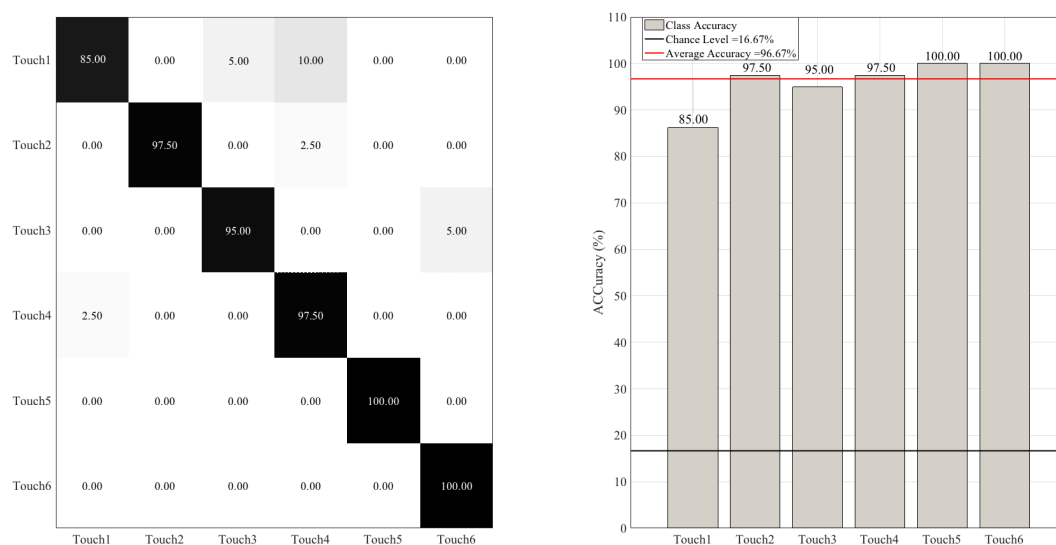 Touch1 85.00 0.00 5.00 10.00 0.00 0.00
Touch2 0.00 97.50 0.00 2.50 0.00 0.00
Touch3 0.00 0.00 95.00 0.00 0.00 5.00
Touch4 2.50 0.00 0.00 97.50 0.00 0.00
Touch5 0.00 0.00 0.00 0.00 100.00 0.00
Touch6 0.00 0.00 0.00 0.00 0.00 100.00
Touch1 Touch2 Touch3 Touch4 Touch5 Touch6
ACCuracy (%)
110
100
90
80
70
60
50
40
30
20
10
0
Class Accuracy
Chance Level =16.67%
Average Accuracy =96.67%
85.00 97.50 95.00 97.50 100.00 100.00
Touch1 Touch2 Touch3 Touch4 Touch5 Touch6